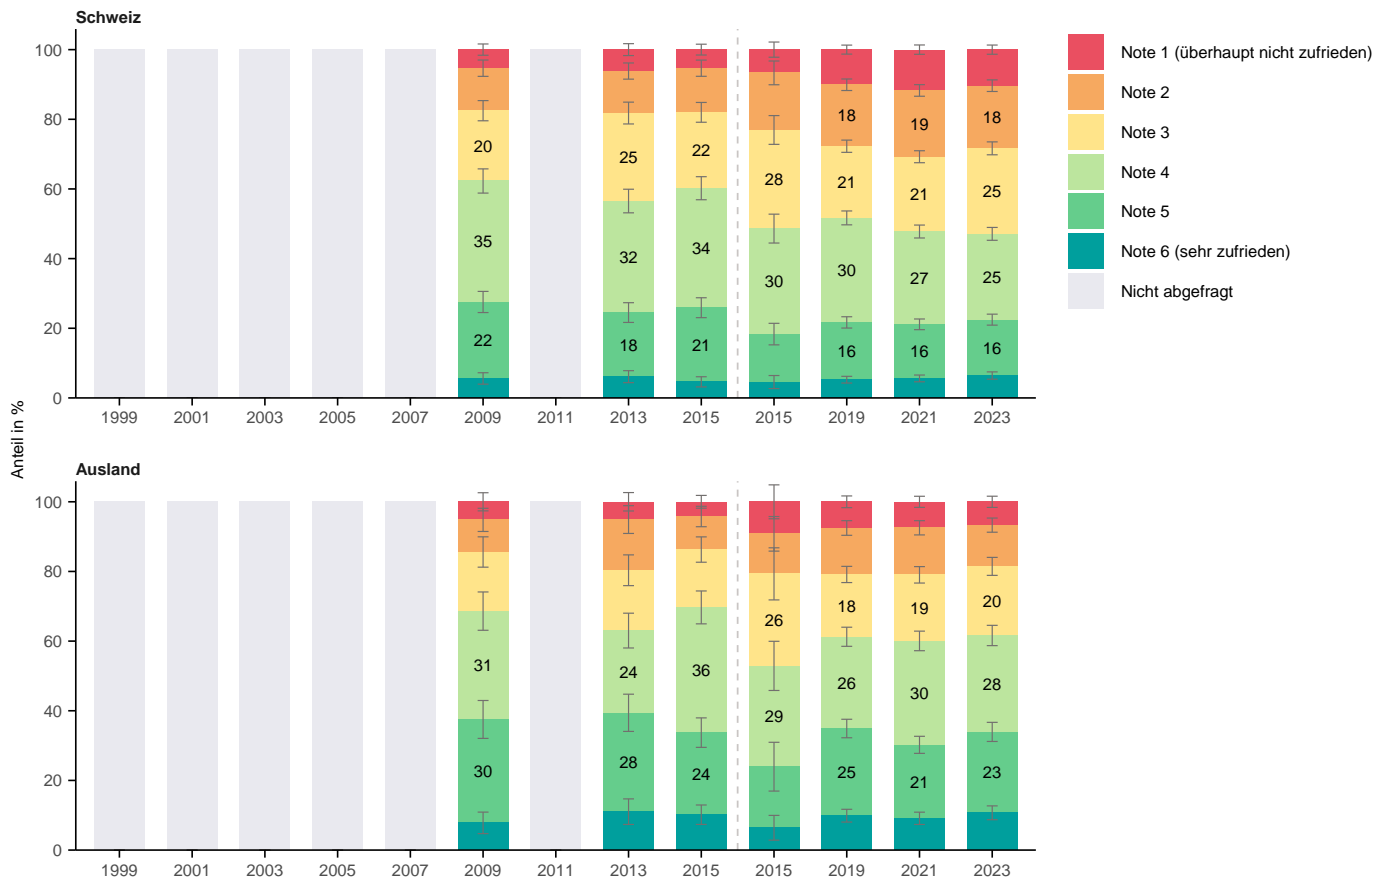 Schweiz
Note 1 (überhaupt nicht zufrieden)
Note 2
Note 3
Note 4
Note 5
Note 6 (sehr zufrieden)
Nicht abgefragt
Anteil in %
100
80
60
40
20
0
20 35 22
25 32 18
22 34 21
28 30
18 21 30 16
19 21 27 16
18 25 25 16
1999 2001 2003 2005 2007 2009 2011 2013 2015 2015 2019 2021 2023
Ausland
100
80
60
40
20
0
31 30
24 28
36 24
26 29
18 26 25
19 30 21
20 28 23
1999 2001 2003 2005 2007 2009 2011 2013 2015 2015 2019 2021 2023